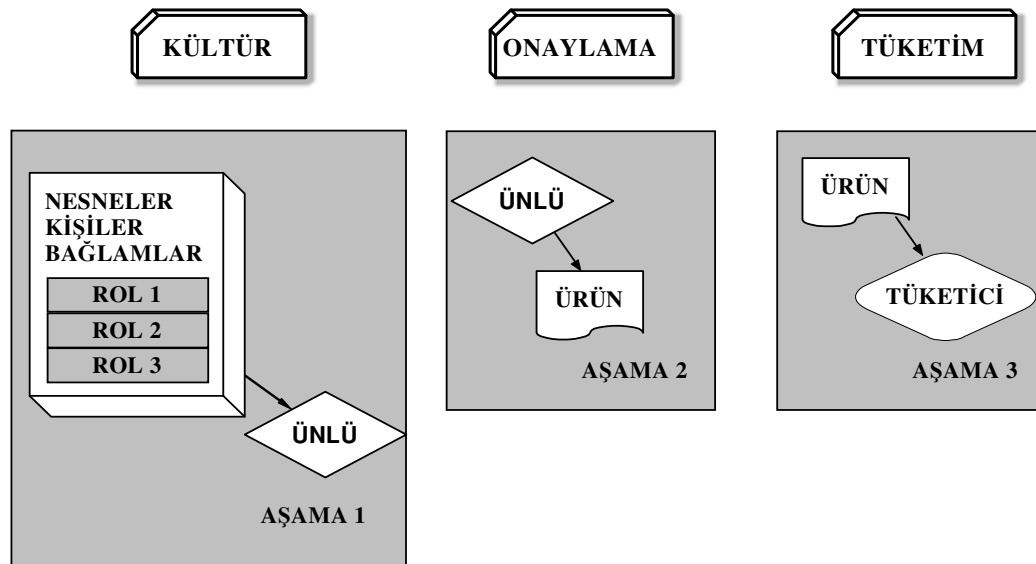 KÜLTÜR
ONAYLAMA
TÜKETİM
NESNELER
KİŞİLER
BAĞLAMLAR
ROL 1
ROL 2
ROL 3
ÜNLÜ
AŞAMA 1
ÜNLÜ
ÜRÜN
AŞAMA 2
ÜRÜN
TÜKETİCİ
AŞAMA 3